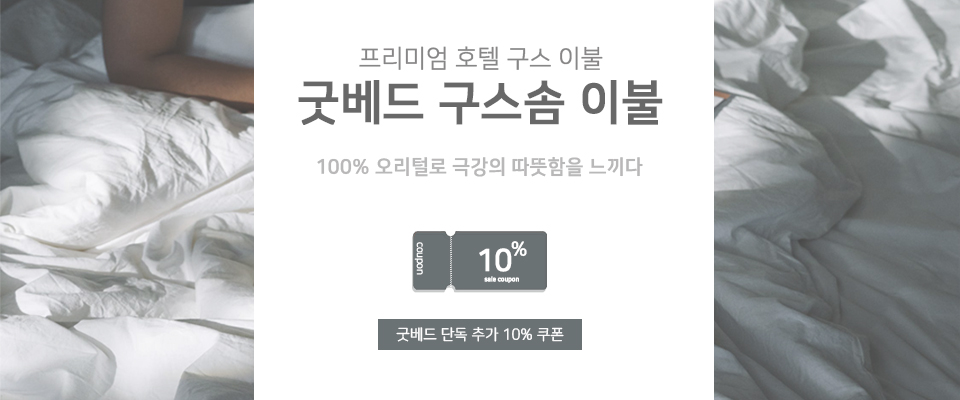 프리미엄 호텔 구스 이불
굿베드 구스솜 이불
100% 오리털로 극강의 따뜻함을 느끼다
coupon
10%
sale coupon
굿베드 단독 추가 10% 쿠폰